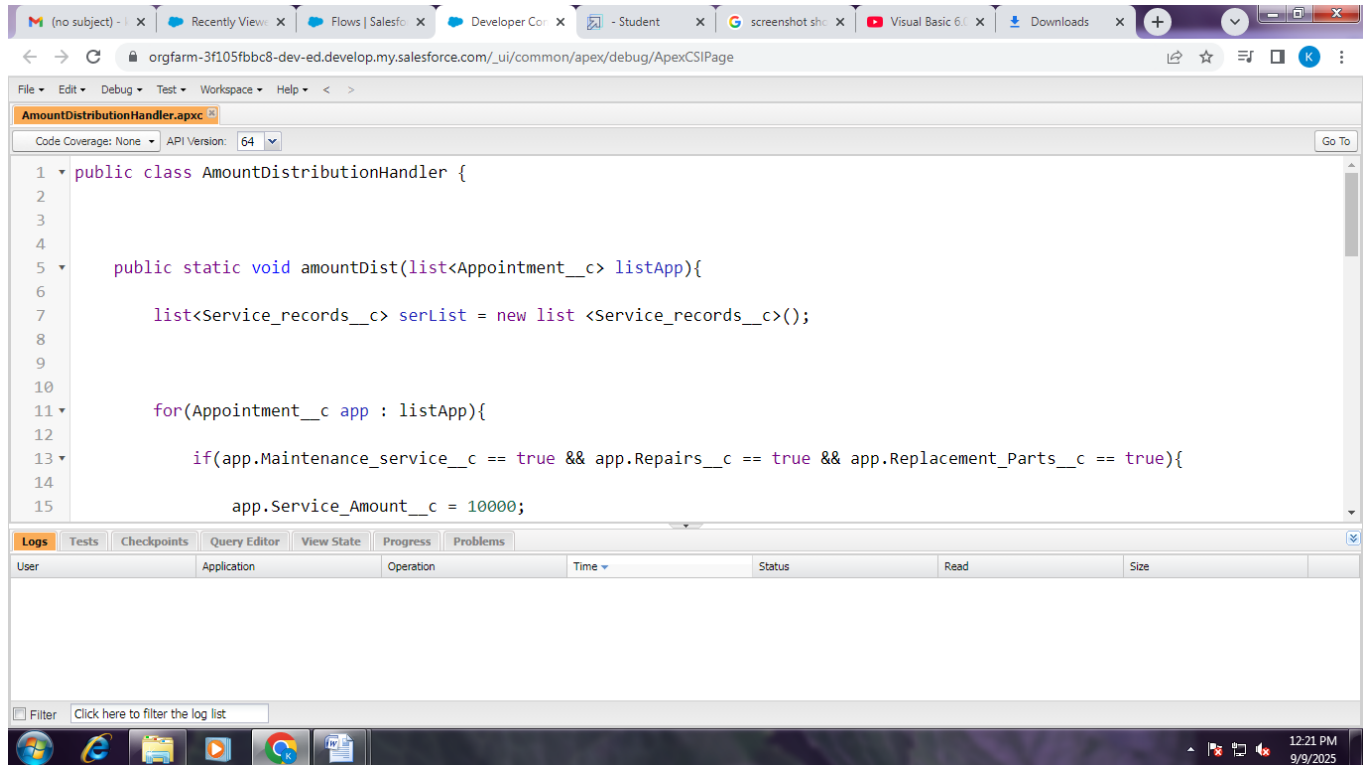 (no subject) -
Recently View
Flows | Salesfo
Developer Cor
- Student
screenshot sho
Visual Basic 6.0
Downloads
orgfarm-3f105fbbc8-dev-ed.develop.my.salesforce.com/_ui/common/apex/debug/ApexCSIPage
K
File Edit Debug Test Workspace Help < >
AmountDistributionHandler.apxc
Code Coverage: None API Version: 64 Go To
1 public class AmountDistributionHandler {
2
3
4
5 public static void amountDist(list<Appointment__c> listApp){
6
7 list<Service_records__c> serList = new list <Service_records__c>();
8
9
10
11 for(Appointment__c app : listApp){
12
13 if(app.Maintenance_service__c == true && app.Repairs__c == true && app.Replacement_Parts__c == true){
14
15 app.Service_Amount__c = 10000;
Logs Tests Checkpoints Query Editor View State Progress Problems
User Application Operation Time Status Read Size
Filter Click here to filter the log list
12:21 PM
9/9/2025